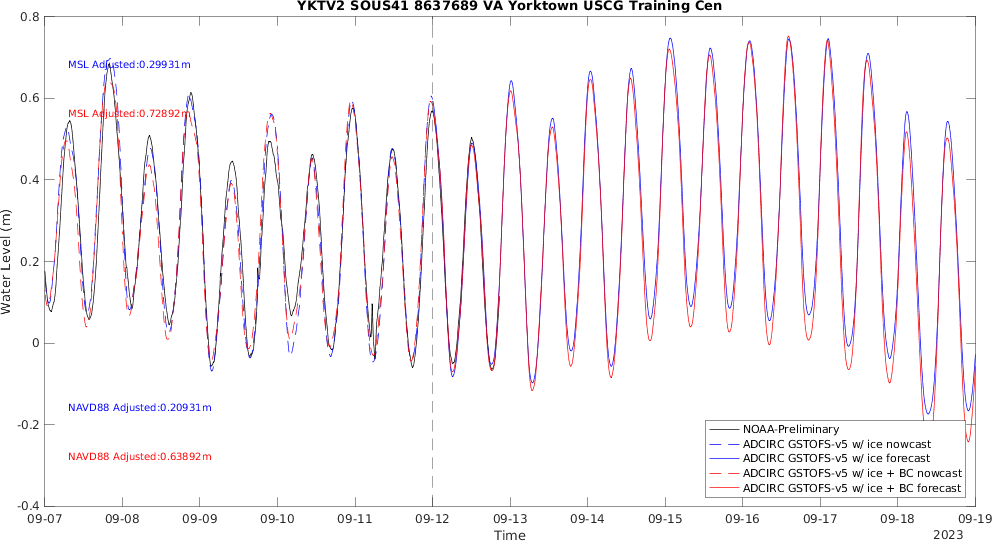 YKTV2 SOUS41 8637689 VA Yorktown USCG Training Cen
0.8
0.6
0.4
0.2
0
-0.2
-0.4
Water Level (m)
MSL Adjusted:0.29931m
MSL Adjusted:0.72892m
NAVD88 Adjusted:0.20931m
NAVD88 Adjusted:0.63892m
NOAA-Preliminary
ADCIRC GSTOFS-v5 w/ ice nowcast
ADCIRC GSTOFS-v5 w/ ice forecast
ADCIRC GSTOFS-v5 w/ ice + BC nowcast
ADCIRC GSTOFS-v5 w/ ice + BC forecast
09-07 09-08 09-09 09-10 09-11 09-12 09-13 09-14 09-15 09-16 09-17 09-18 09-19
Time
2023